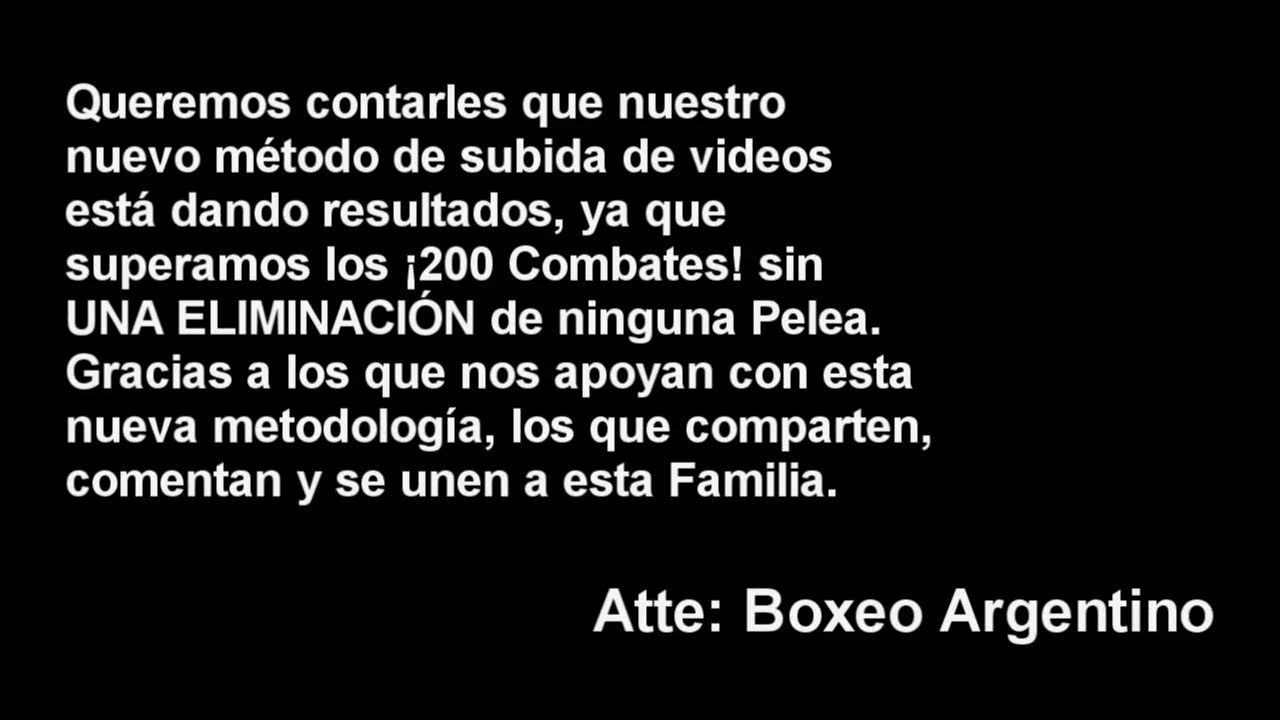 Queremos contarles que nuestro
nuevo método de subida de videos
está dando resultados, ya que
superamos los ¡200 Combates! sin
UNA ELIMINACIÓN de ninguna Pelea.
Gracias a los que nos apoyan con esta
nueva metodología, los que comparten,
comentan y se unen a esta Familia.
Atte: Boxeo Argentino